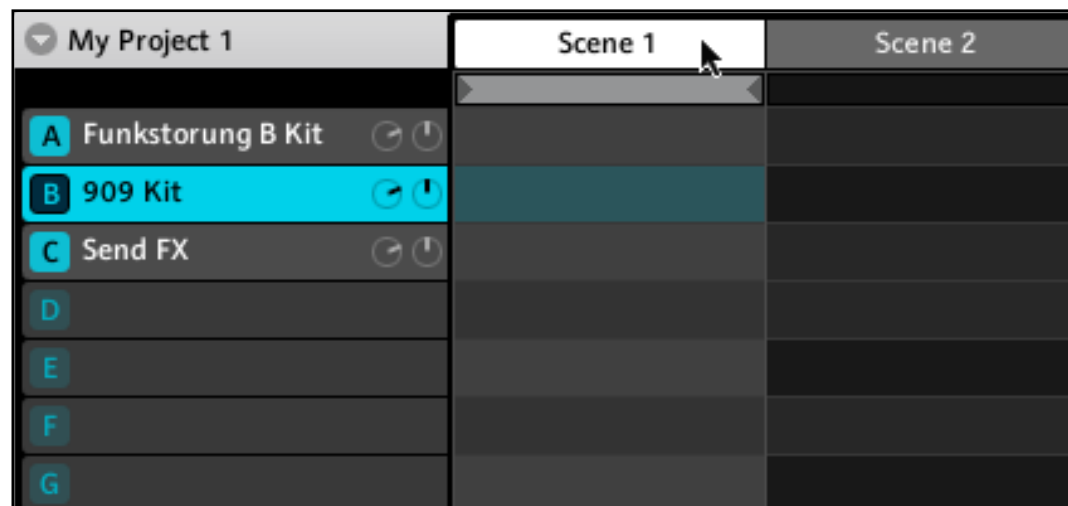 My Project 1
Scene 1
Scene 2
A Funkstorung B Kit
B 909 Kit
C Send FX
D
E
F
G